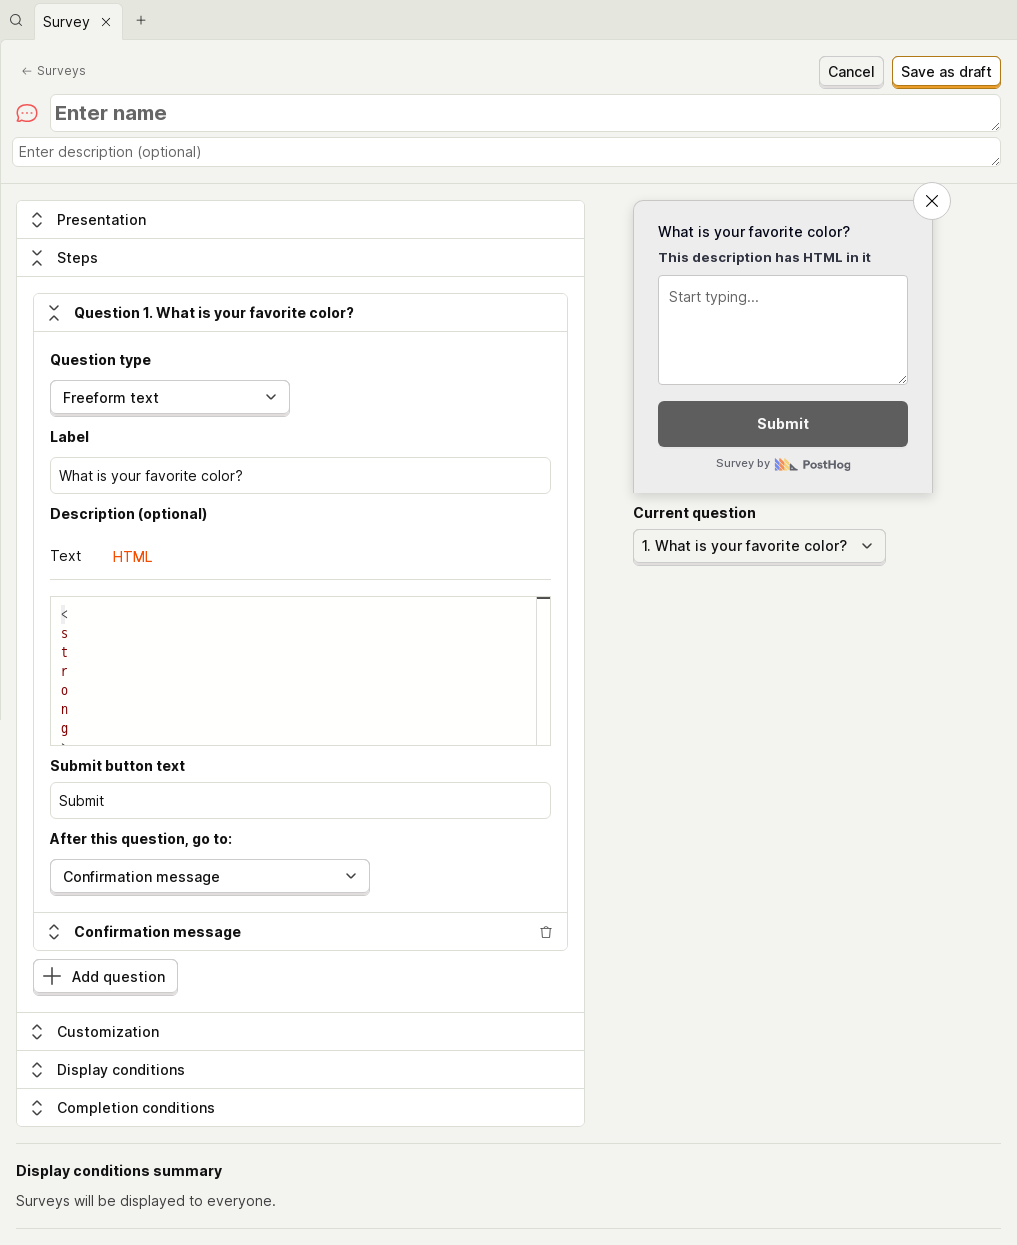 Survey
Surveys
Cancel
Save as draft
Enter name
Enter description (optional)
Presentation
Steps
Question 1. What is your favorite color?
Question type
Freeform text
Label
What is your favorite color?
Description (optional)
Text
HTML
<
s
t
r
o
n
g
Submit button text
Submit
After this question, go to:
Confirmation message
Confirmation message
Add question
Customization
Display conditions
Completion conditions
What is your favorite color?
This description has HTML in it
Start typing...
Submit
Survey by PostHog
Current question
1. What is your favorite color?
Display conditions summary
Surveys will be displayed to everyone.